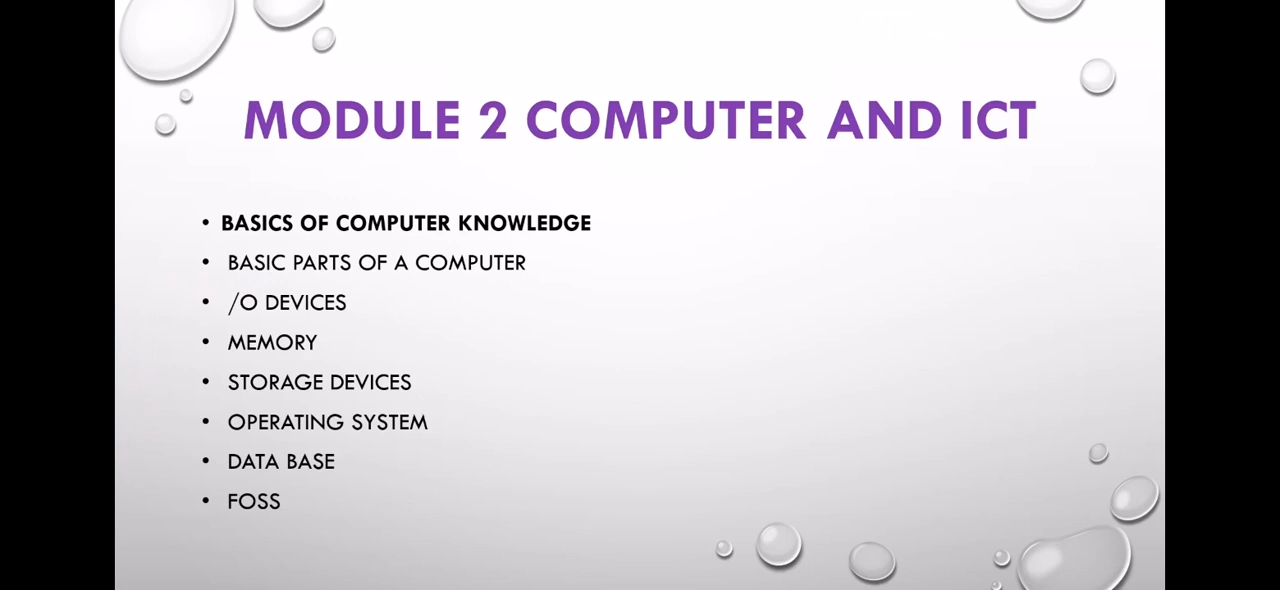 MODULE 2 COMPUTER AND ICT
• BASICS OF COMPUTER KNOWLEDGE
• BASIC PARTS OF A COMPUTER
• /O DEVICES
• MEMORY
• STORAGE DEVICES
• OPERATING SYSTEM
• DATA BASE
• FOSS